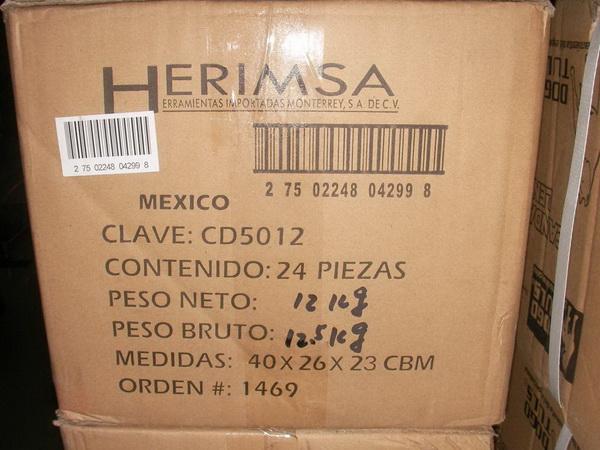 HERIMSA
ERRAMIENTAS IMPORTADAS MONTERREY, S.A. DE C.V.
2 75 02248 04299 8
2 75 02248 04299 8
MEXICO
CLAVE: CD5012
CONTENIDO: 24 PIEZAS
PESO NETO: 12 Kg
PESO BRUTO: 12.5 Kg
MEDIDAS: 40 X 26 X 23 CBM
ORDEN #: 1469